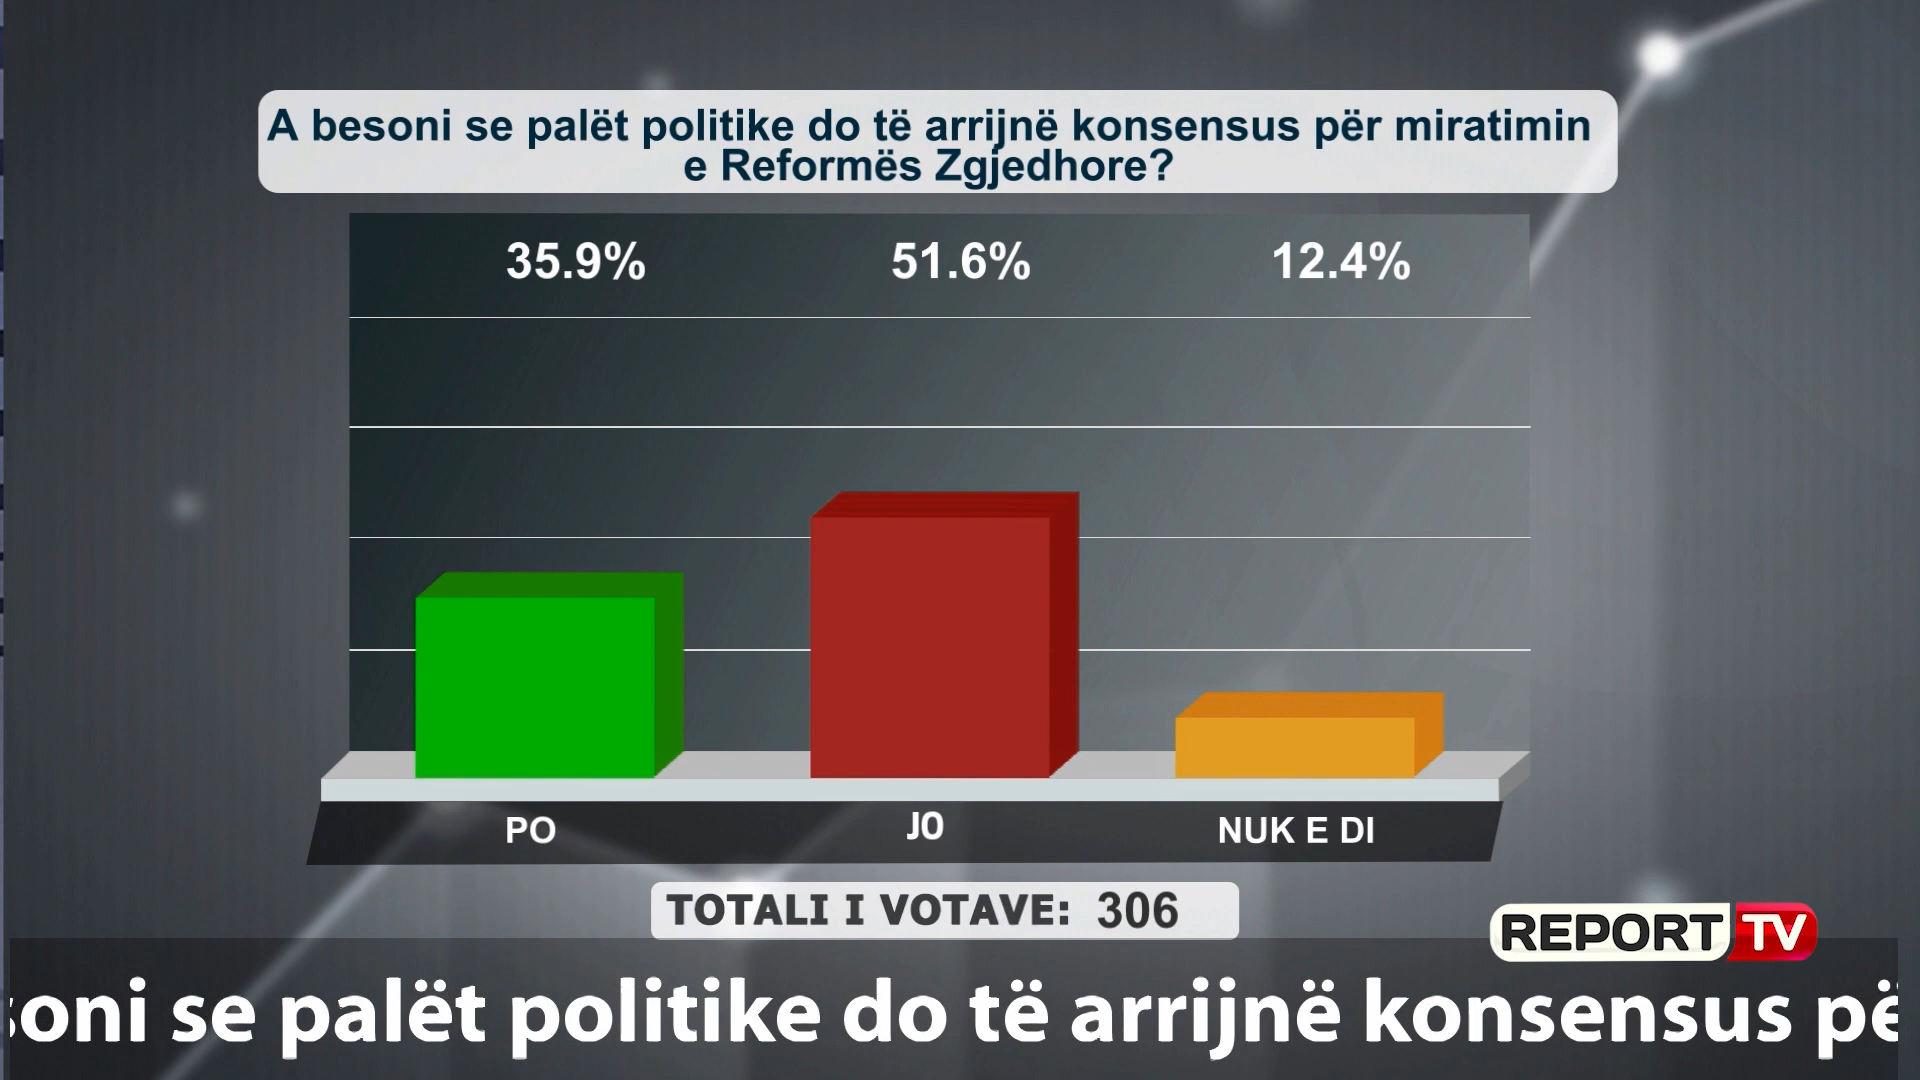 A besoni se palët politike do të arrijnë konsensus për miratimin
e Reformës Zgjedhore?
35.9% 51.6% 12.4%
PO JO NUK E DI
TOTALI I VOTAVE: 306
REPORT TV
soni se palët politike do të arrijnë konsensus pë